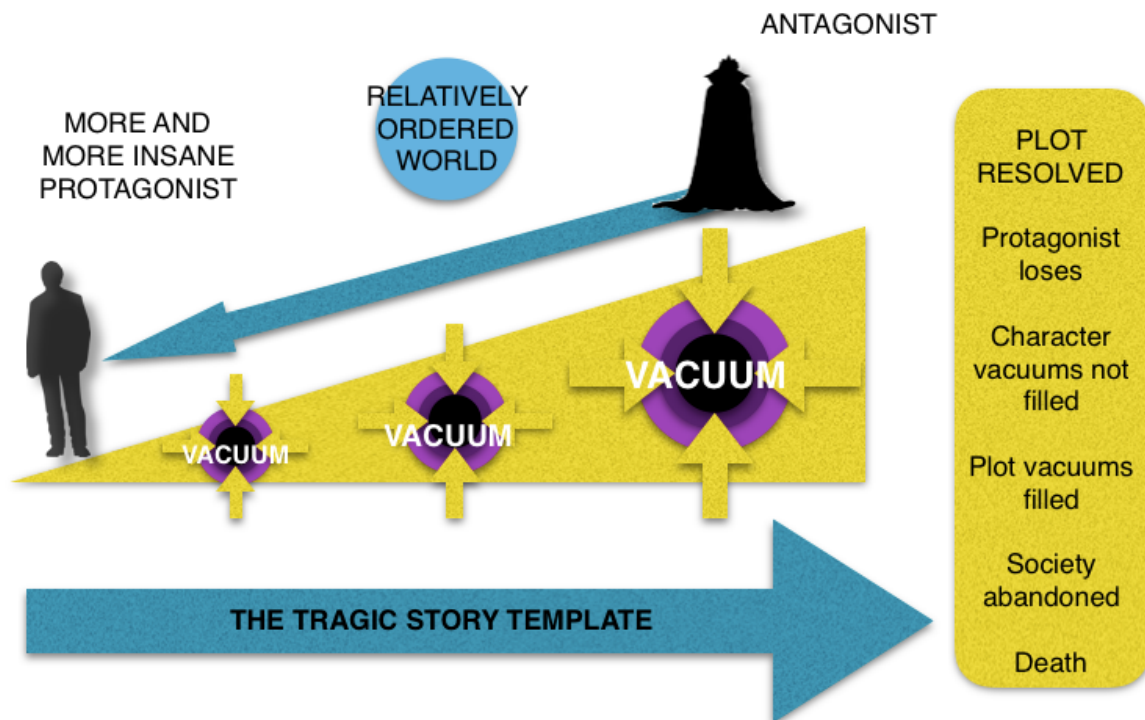 ANTAGONIST
RELATIVELY
ORDERED
WORLD
MORE AND
MORE INSANE
PROTAGONIST
VACUUM
VACUUM
VACUUM
THE TRAGIC STORY TEMPLATE
PLOT
RESOLVED
Protagonist
loses
Character
vacuums not
filled
Plot vacuums
filled
Society
abandoned
Death